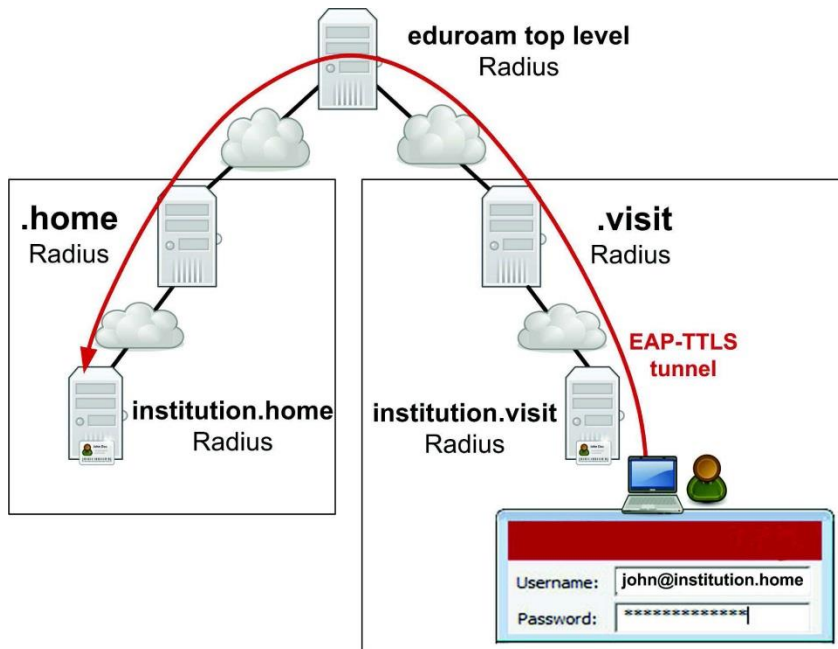 eduroam top level
Radius
.home
Radius
.visit
Radius
EAP-TTLS
tunnel
institution.home
Radius
institution.visit
Radius
Username: john@institution.home
Password: *************